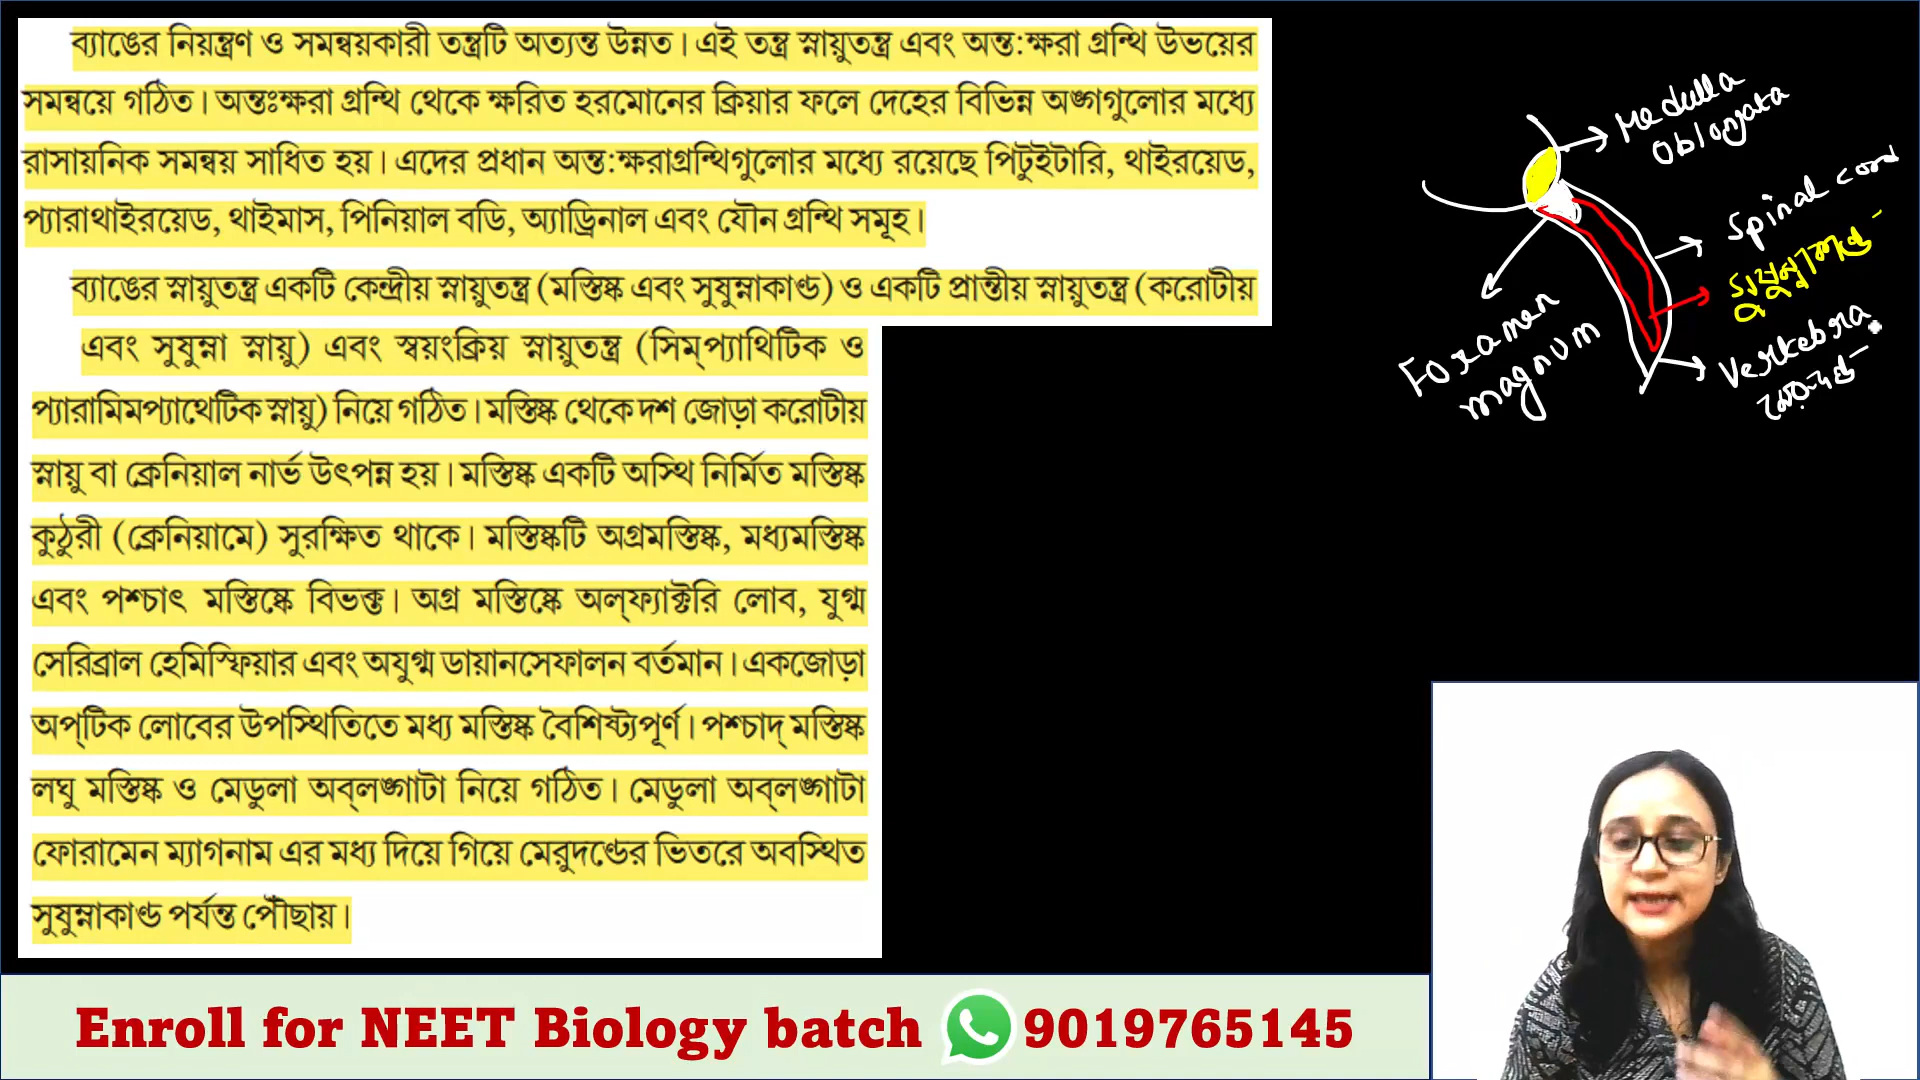 ব্যাঙের নিয়ন্ত্রণ ও সমন্বয়কারী তন্ত্রটি অত্যন্ত উন্নত। এই তন্ত্র স্নায়ুতন্ত্র এবং অন্ত:ক্ষরা গ্রন্থি উভয়ের
সমন্বয়ে গঠিত। অন্তঃক্ষরা গ্রন্থি থেকে ক্ষরিত হরমোনের ক্রিয়ার ফলে দেহের বিভিন্ন অঙ্গগুলোর মধ্যে
রাসায়নিক সমন্বয় সাধিত হয়। এদের প্রধান অন্ত:ক্ষরাগ্রন্থিগুলোর মধ্যে রয়েছে পিটুইটারি, থাইরয়েড,
প্যারাথাইরয়েড, থাইমাস, পিনিয়াল বডি, অ্যাড্রিনাল এবং যৌন গ্রন্থি সমূহ।
ব্যাঙের স্নায়ুতন্ত্র একটি কেন্দ্রীয় স্নায়ুতন্ত্র (মস্তিষ্ক এবং সুষুম্নাকাণ্ড) ও একটি প্রান্তীয় স্নায়ুতন্ত্র (করোটীয়
এবং সুষুম্না স্নায়ু) এবং স্বয়ংক্রিয় স্নায়ুতন্ত্র (সিম্‌প্যাথিটিক ও
প্যারামিমপ্যাথেটিক স্নায়ু) নিয়ে গঠিত। মস্তিষ্ক থেকে দশ জোড়া করোটীয়
স্নায়ু বা ক্রেনিয়াল নার্ভ উৎপন্ন হয়। মস্তিষ্ক একটি অস্থি নির্মিত মস্তিষ্ক
কুঠুরী (ক্রেনিয়ামে) সুরক্ষিত থাকে। মস্তিষ্কটি অগ্রমস্তিষ্ক, মধ্যমস্তিষ্ক
এবং পশ্চাৎ মস্তিষ্কে বিভক্ত। অগ্র মস্তিষ্কে অল্‌ফ্যাক্টরি লোব, যুগ্ম
সেরিব্রাল হেমিস্ফিয়ার এবং অযুগ্ম ডায়ানসেফালন বর্তমান। একজোড়া
অপ্‌টিক লোবের উপস্থিতিতে মধ্য মস্তিষ্ক বৈশিষ্ট্যপূর্ণ। পশ্চাদ্ মস্তিষ্ক
লঘু মস্তিষ্ক ও মেডুলা অব্‌লঙ্গাটা নিয়ে গঠিত। মেডুলা অব্‌লঙ্গাটা
ফোরামেন ম্যাগনাম এর মধ্য দিয়ে গিয়ে মেরুদণ্ডের ভিতরে অবস্থিত
সুষুম্নাকাণ্ড পর্যন্ত পৌঁছায়।
Medulla
Oblongata
Spinal cord
সুষুম্নাকাণ্ড
Foramen
magnum
Vertebra
মেরুদণ্ড
Enroll for NEET Biology batch 9019765145